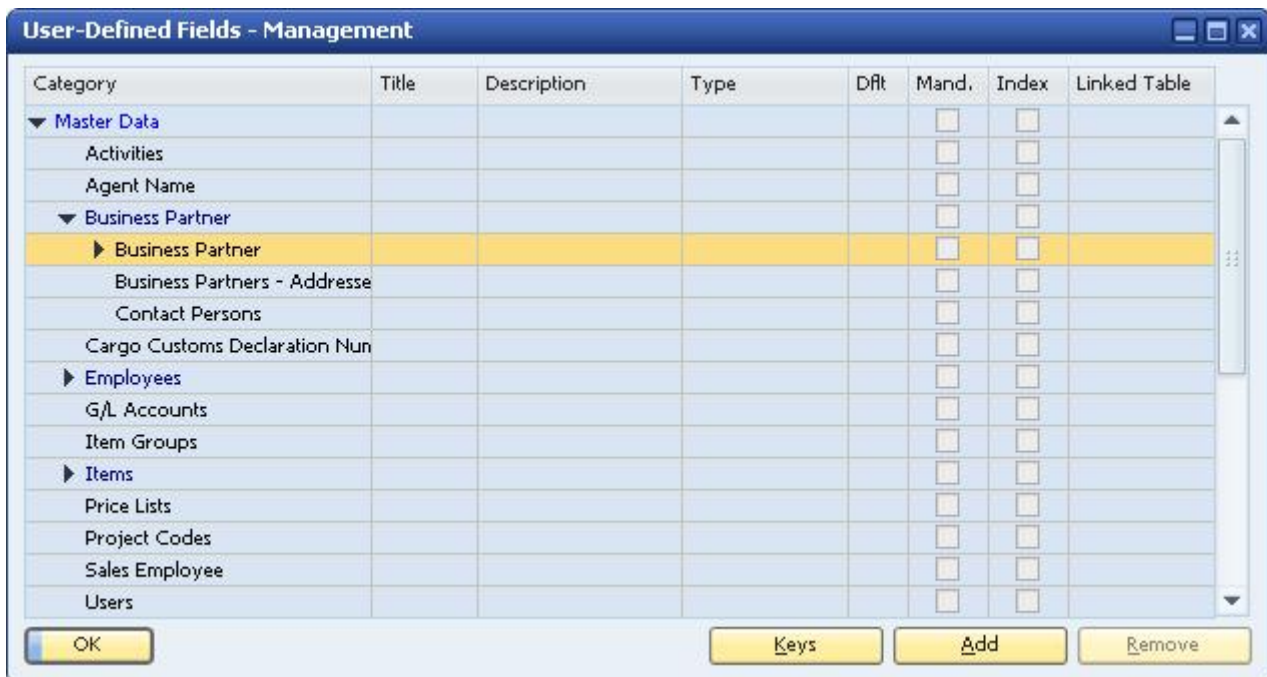 User-Defined Fields - Management
Category Title Description Type Dflt Mand. Index Linked Table
Master Data
Activities
Agent Name
Business Partner
Business Partner
Business Partners - Addresse
Contact Persons
Cargo Customs Declaration Nun
Employees
G/L Accounts
Item Groups
Items
Price Lists
Project Codes
Sales Employee
Users
OK Keys Add Remove